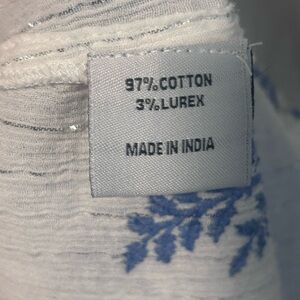 97% COTTON
3% LUREX
MADE IN INDIA